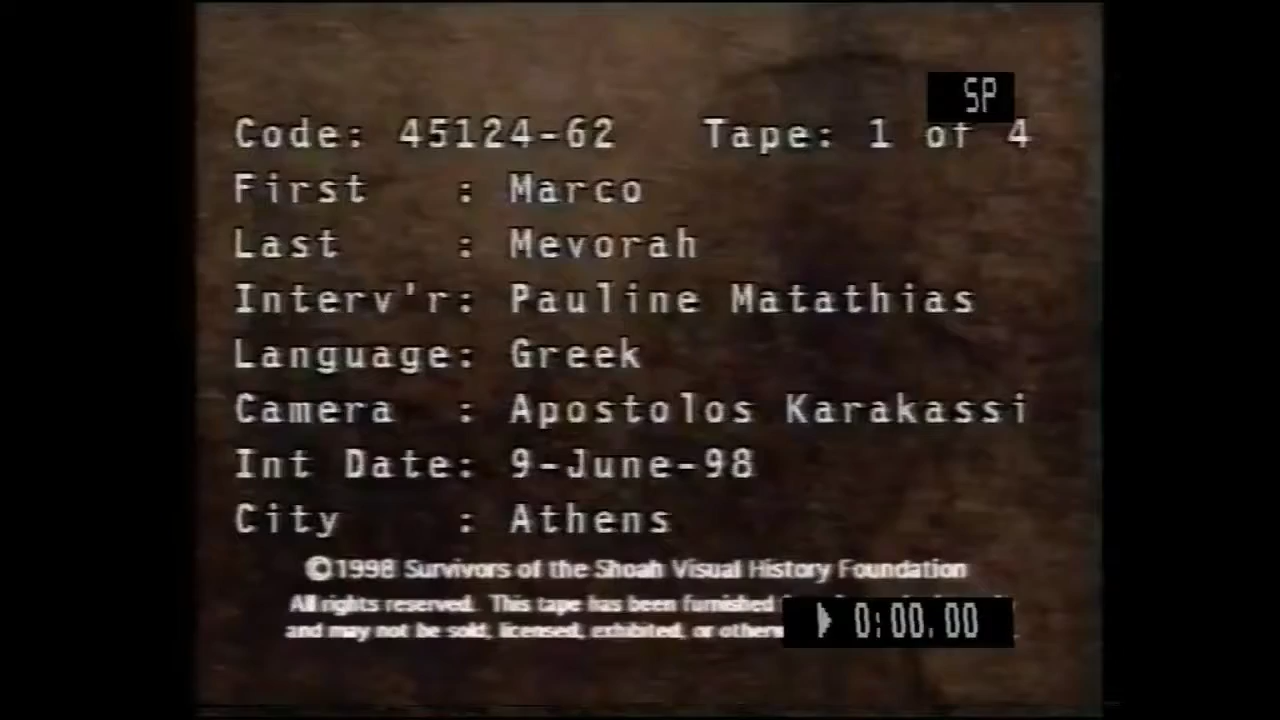 SP
Code: 45124-62 Tape: 1 of 4
First : Marco
Last : Mevorah
Interv'r: Pauline Matathias
Language: Greek
Camera : Apostolos Karakassi
Int Date: 9-June-98
City : Athens
©1998 Survivors of the Shoah Visual History Foundation
All rights reserved. This tape has been furnished
and may not be sold, licensed, exhibited, or
0:00.00